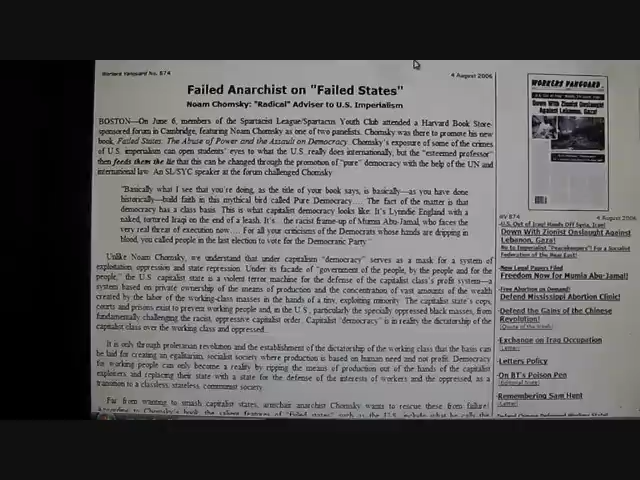 Workers Vanguard No. 874
4 August 2006
Failed Anarchist on "Failed States"
Noam Chomsky: "Radical" Adviser to U.S. Imperialism
BOSTON—On June 6, members of the Spartacist League/Spartacus Youth Club attended a Harvard Book Store-
sponsored forum in Cambridge, featuring Noam Chomsky as one of two panelists. Chomsky was there to promote his new
book, Failed States: The Abuse of Power and the Assault on Democracy. Chomsky's exposure of some of the crimes
of U.S. imperialism can open students' eyes to what the U.S. really does internationally, but the "esteemed professor"
then feeds them the lie that this can be changed through the promotion of "pure" democracy with the help of the UN and
international law. An SL/SYC speaker at the forum challenged Chomsky:
"Basically what I see that you're doing, as the title of your book says, is basically—as you have done
historically—build faith in this mythical bird called Pure Democracy.... The fact of the matter is that
democracy has a class basis. This is what capitalist democracy looks like. It's Lynndie England with a
naked, tortured Iraqi on the end of a leash. It's... the racist frame-up of Mumia Abu-Jamal, who faces the
very real threat of execution now.... For all your criticisms of the Democrats whose hands are dripping in
blood, you called people in the last election to vote for the Democratic Party."
Unlike Noam Chomsky, we understand that under capitalism "democracy" serves as a mask for a system of
exploitation, oppression and state repression. Under its facade of "government of the people, by the people and for the
people," the U.S. capitalist state is a violent terror machine for the defense of the capitalist class's profit system—a
system based on private ownership of the means of production and the concentration of vast amounts of the wealth
created by the labor of the working-class masses in the hands of a tiny, exploiting minority. The capitalist state's cops,
courts and prisons exist to prevent working people and, in the U.S., particularly the specially oppressed black masses, from
fundamentally challenging the racist, oppressive capitalist order. Capitalist "democracy" is in reality the dictatorship of the
capitalist class over the working class and oppressed.
It is only through proletarian revolution and the establishment of the dictatorship of the working class that the basis can
be laid for creating an egalitarian, socialist society where production is based on human need and not profit. Democracy
for working people can only become a reality by ripping the means of production out of the hands of the capitalist
exploiters and replacing their state with a state for the defense of the interests of workers and the oppressed, as a
transition to a classless, stateless, communist society.
Far from wanting to smash capitalist states, armchair anarchist Chomsky wants to rescue them from failure!
According to Chomsky's book, the salient features of "failed states" such as the U.S. include what he calls the
WORKERS VANGUARD
Down With Zionist Onslaught
Against Lebanon, Gaza!
WV 874
4 August 2006
U.S. Out of Iraq! Hands Off Syria, Iran!
Down With Zionist Onslaught Against
Lebanon, Gaza!
No to Imperialist "Peacekeepers"! For a Socialist
Federation of the Near East!
New Legal Papers Filed
Freedom Now for Mumia Abu-Jamal!
Free Abortion on Demand!
Defend Mississippi Abortion Clinic!
Defend the Gains of the Chinese
Revolution!
(Quote of the Week)
Exchange on Iraq Occupation
(Letter)
Letters Policy
On BT's Poison Pen
(Editorial Note)
Remembering Sam Hunt
(Letter)